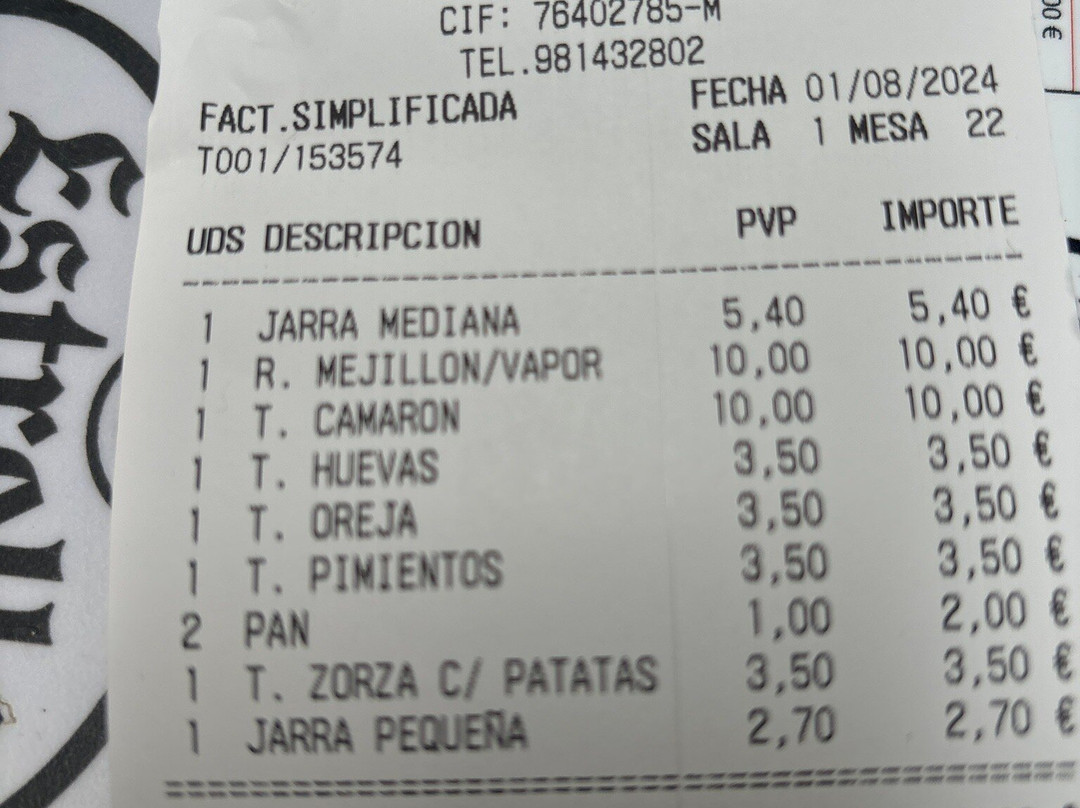 CIF: 76402785-M
TEL.981432802
FACT.SIMPLIFICADA FECHA 01/08/2024
T001/153574 SALA 1 MESA 22
UDS DESCRIPCION PVP IMPORTE
1 JARRA MEDIANA 5,40 5,40 €
1 R. MEJILLON/VAPOR 10,00 10,00 €
1 T. CAMARON 10,00 10,00 €
1 T. HUEVAS 3,50 3,50 €
1 T. OREJA 3,50 3,50 €
1 T. PIMIENTOS 3,50 3,50 €
2 PAN 1,00 2,00 €
1 T. ZORZA C/ PATATAS 3,50 3,50 €
1 JARRA PEQUEÑA 2,70 2,70 €
Estrell
00 €